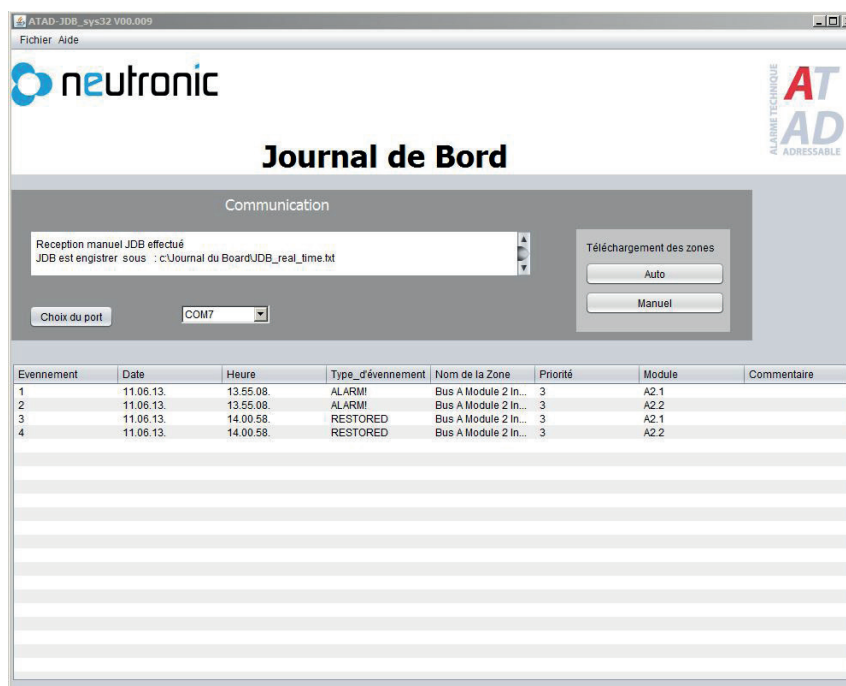 ATAD-JDB_sys32 V00.009
Fichier Aide
neutronic
ALARME TECHNIQUE
AT
AD
ADRESSABLE
Journal de Bord
Communication
Reception manuel JDB effectué
JDB est engistrer sous : c:\Journal du Board\JDB_real_time.txt
Téléchargement des zones
Auto
Manuel
Choix du port
COM7
Evennement Date Heure Type_d'évennement Nom de la Zone Priorité Module Commentaire
1 11.06.13. 13.55.08. ALARM! Bus A Module 2 In... 3 A2.1
2 11.06.13. 13.55.08. ALARM! Bus A Module 2 In... 3 A2.2
3 11.06.13. 14.00.58. RESTORED Bus A Module 2 In... 3 A2.1
4 11.06.13. 14.00.58. RESTORED Bus A Module 2 In... 3 A2.2